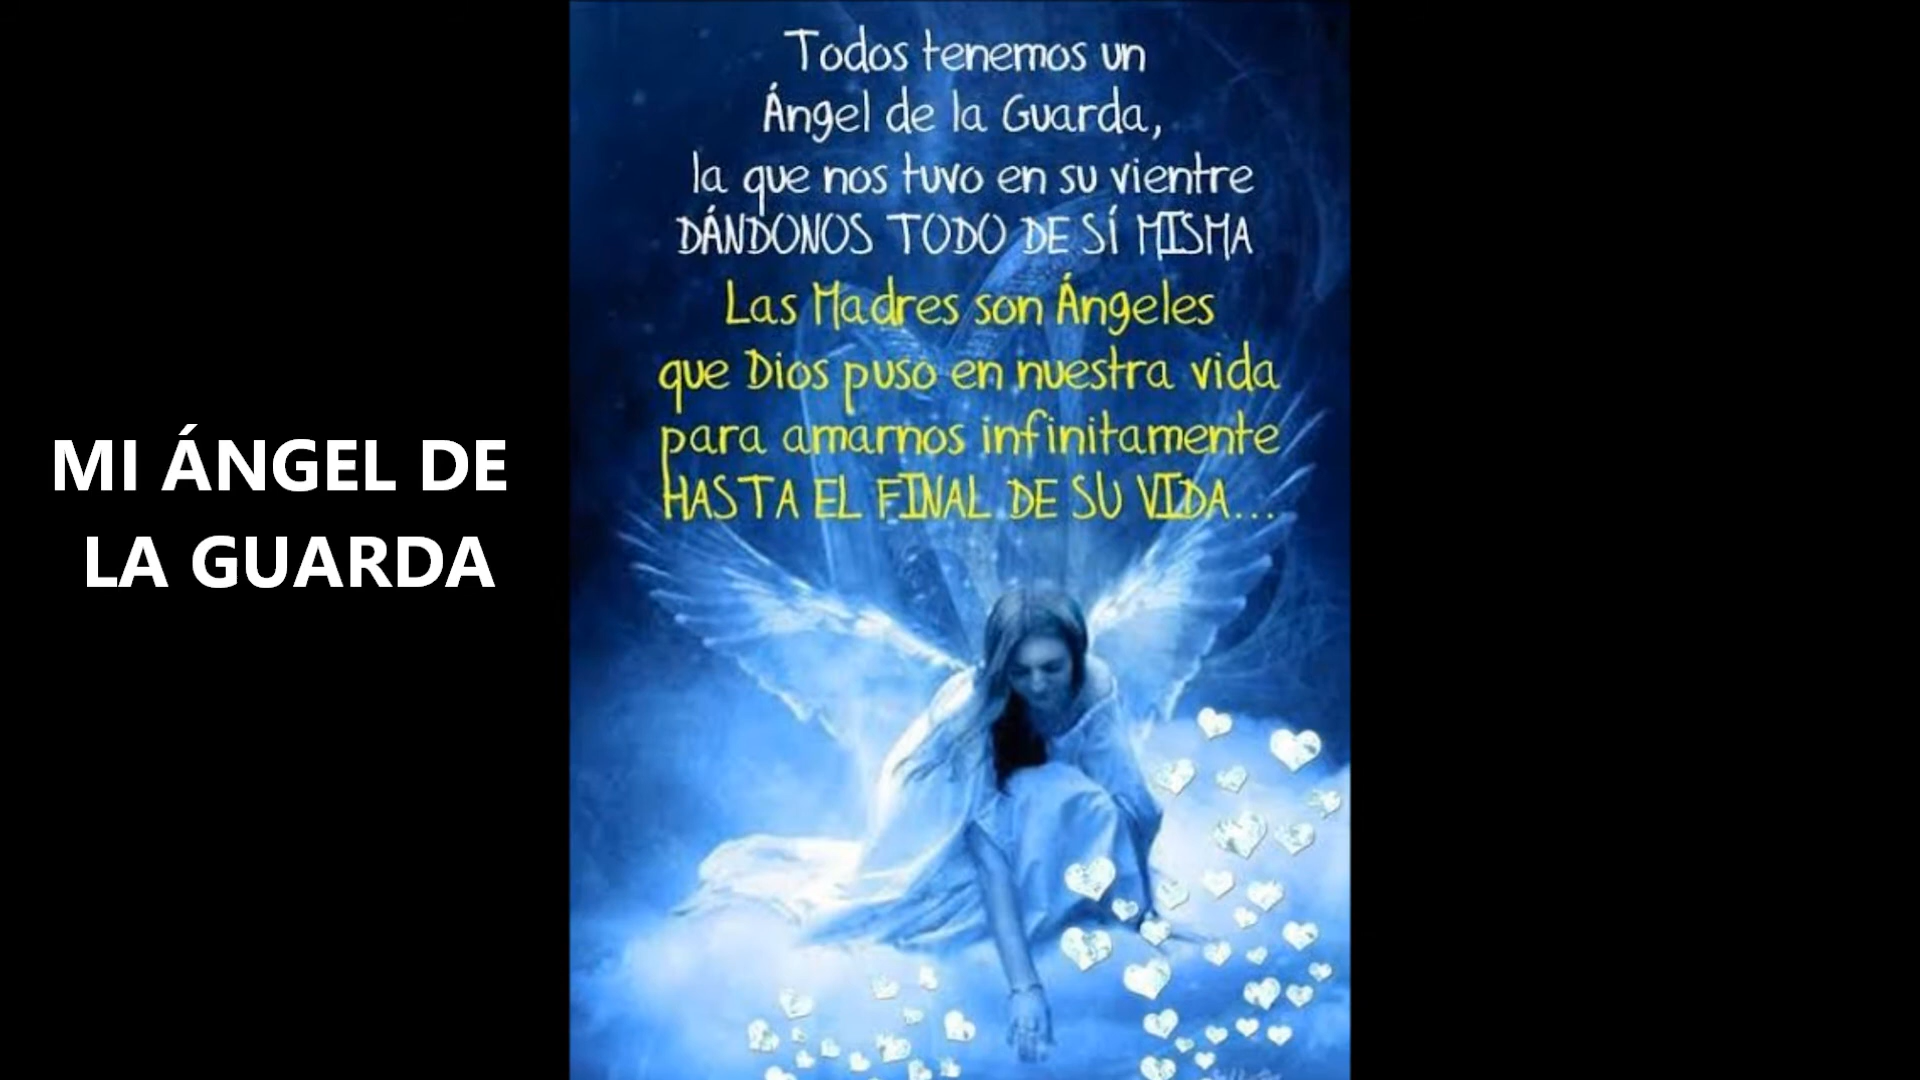 MI ÁNGEL DE
LA GUARDA
Todos tenemos un
Ángel de la Guarda,
la que nos tuvo en su vientre
DÁNDONOS TODO DE SÍ MISMA
Las Madres son Ángeles
que Dios puso en nuestra vida
para amarnos infinitamente
HASTA EL FINAL DE SU VIDA...